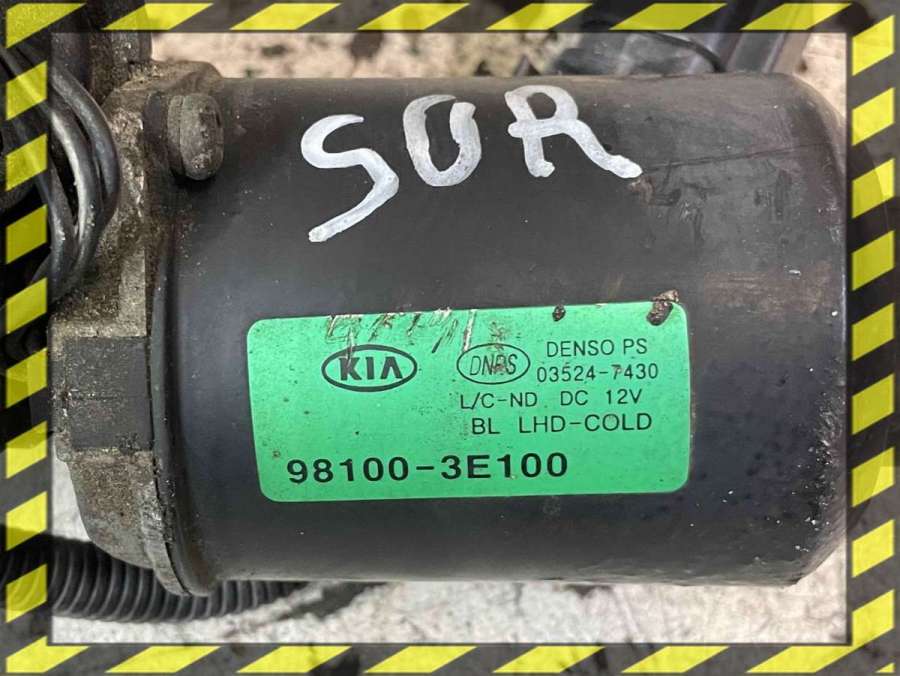 SOR
KIA
DNPS
DENSO PS
03524-7430
L/C-ND DC 12V
BL LHD-COLD
98100-3E100